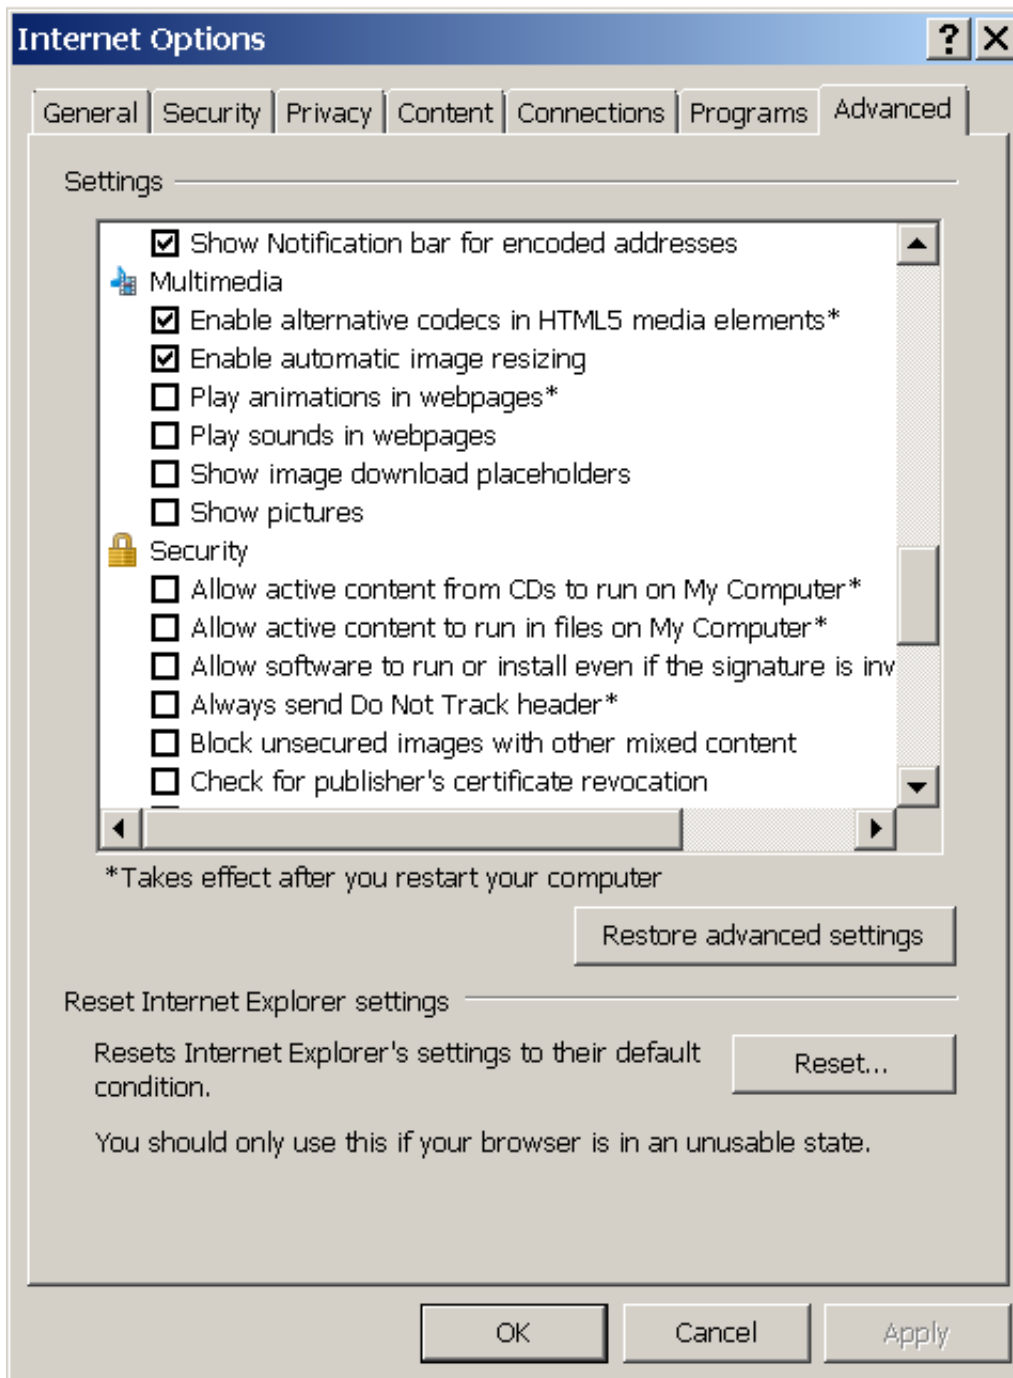 Internet Options
General Security Privacy Content Connections Programs Advanced
Settings
Show Notification bar for encoded addresses
Multimedia
Enable alternative codecs in HTML5 media elements*
Enable automatic image resizing
Play animations in webpages*
Play sounds in webpages
Show image download placeholders
Show pictures
Security
Allow active content from CDs to run on My Computer*
Allow active content to run in files on My Computer*
Allow software to run or install even if the signature is inv
Always send Do Not Track header*
Block unsecured images with other mixed content
Check for publisher's certificate revocation
*Takes effect after you restart your computer
Restore advanced settings
Reset Internet Explorer settings
Resets Internet Explorer's settings to their default
condition.
Reset...
You should only use this if your browser is in an unusable state.
OK Cancel Apply